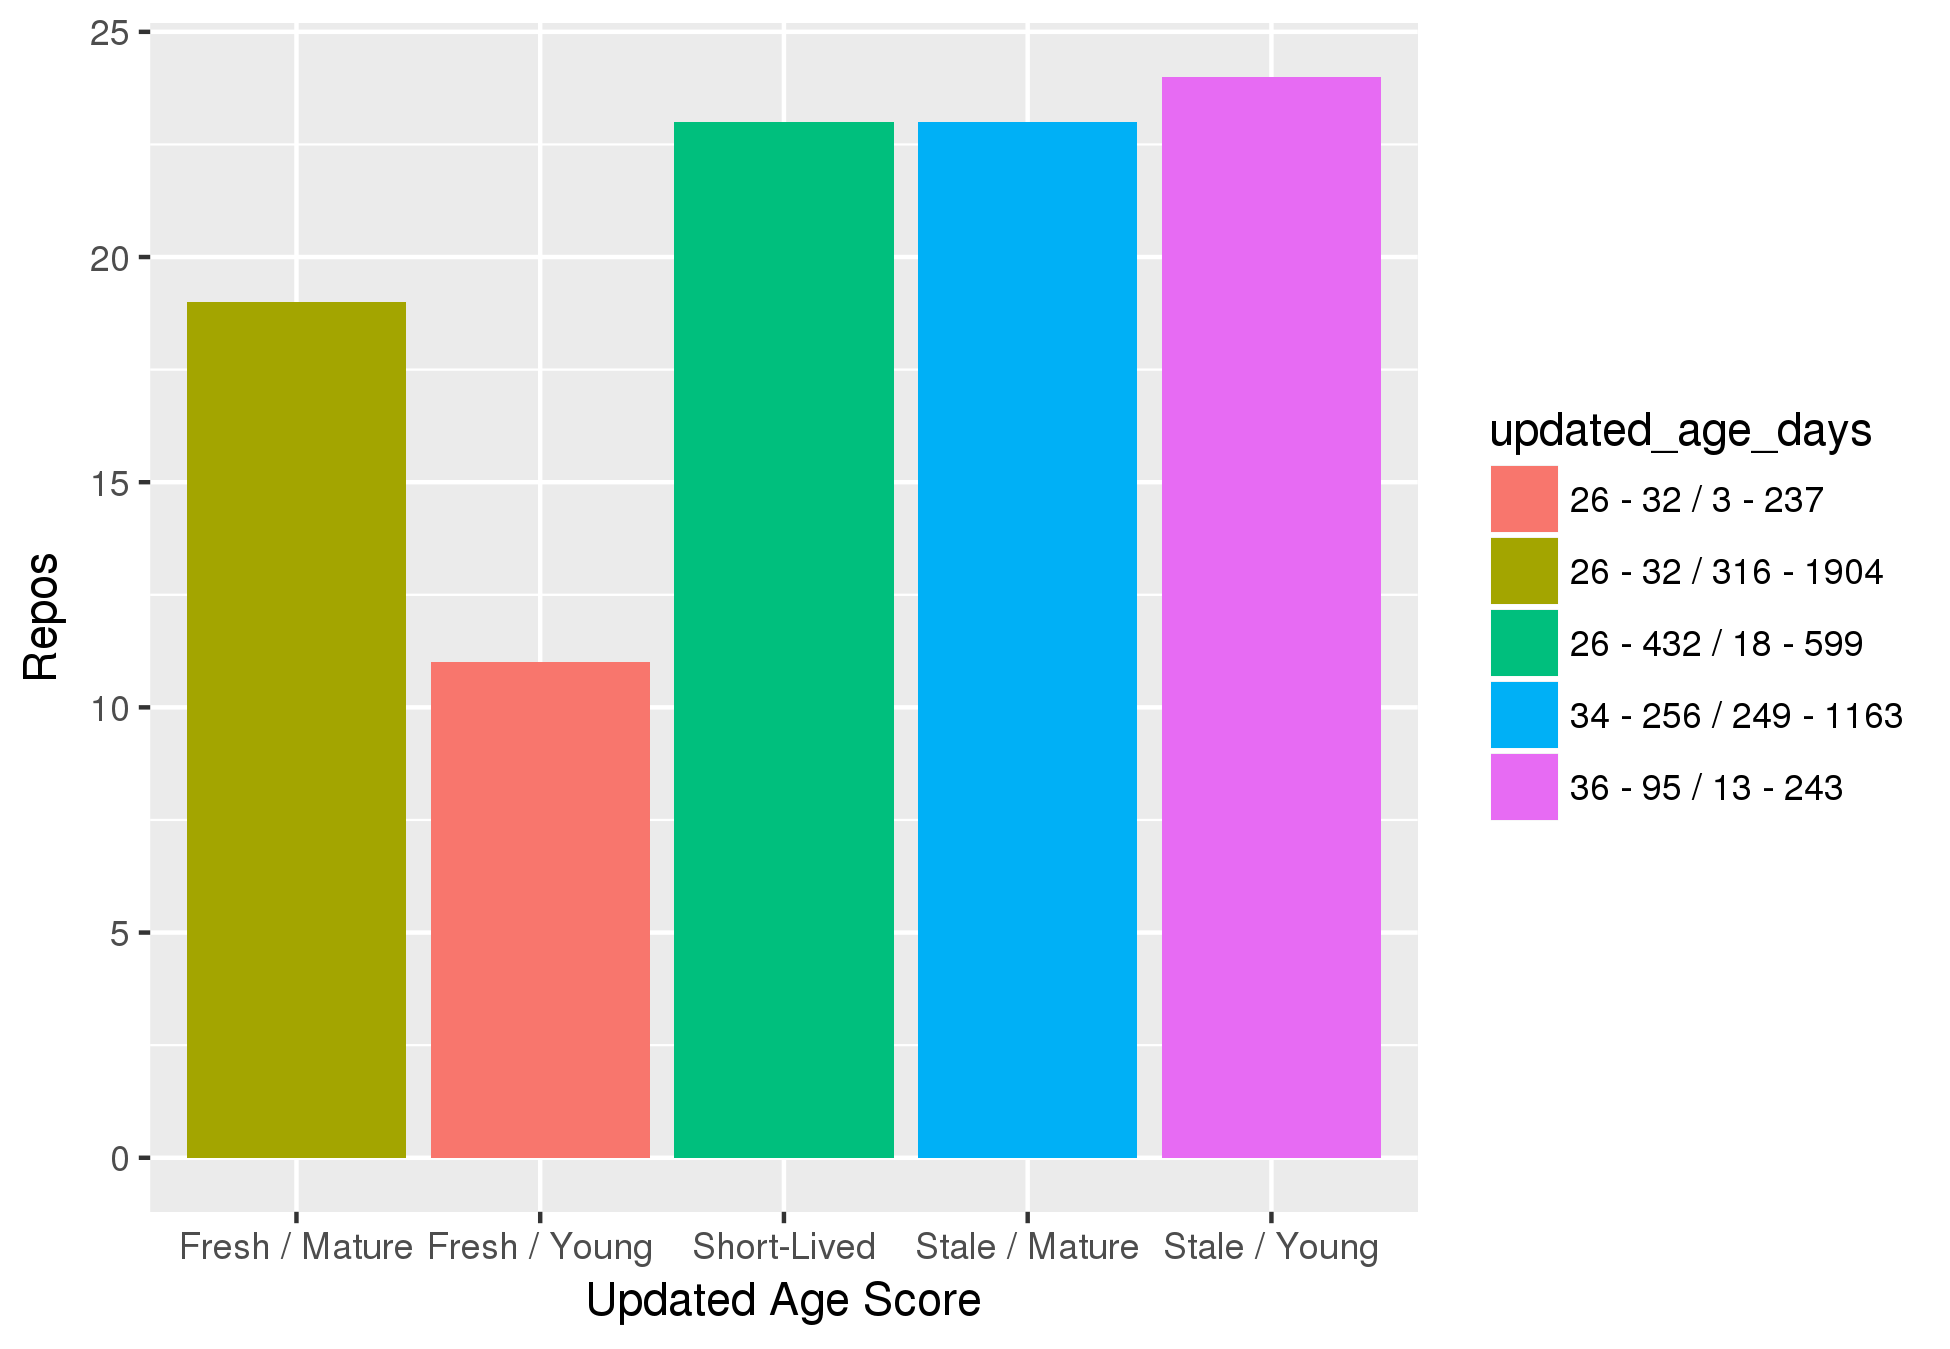 25
20
15
10
5
0
Repos
Fresh / Mature
Fresh / Young
Short-Lived
Stale / Mature
Stale / Young
Updated Age Score
updated_age_days
26 - 32 / 3 - 237
26 - 32 / 316 - 1904
26 - 432 / 18 - 599
34 - 256 / 249 - 1163
36 - 95 / 13 - 243